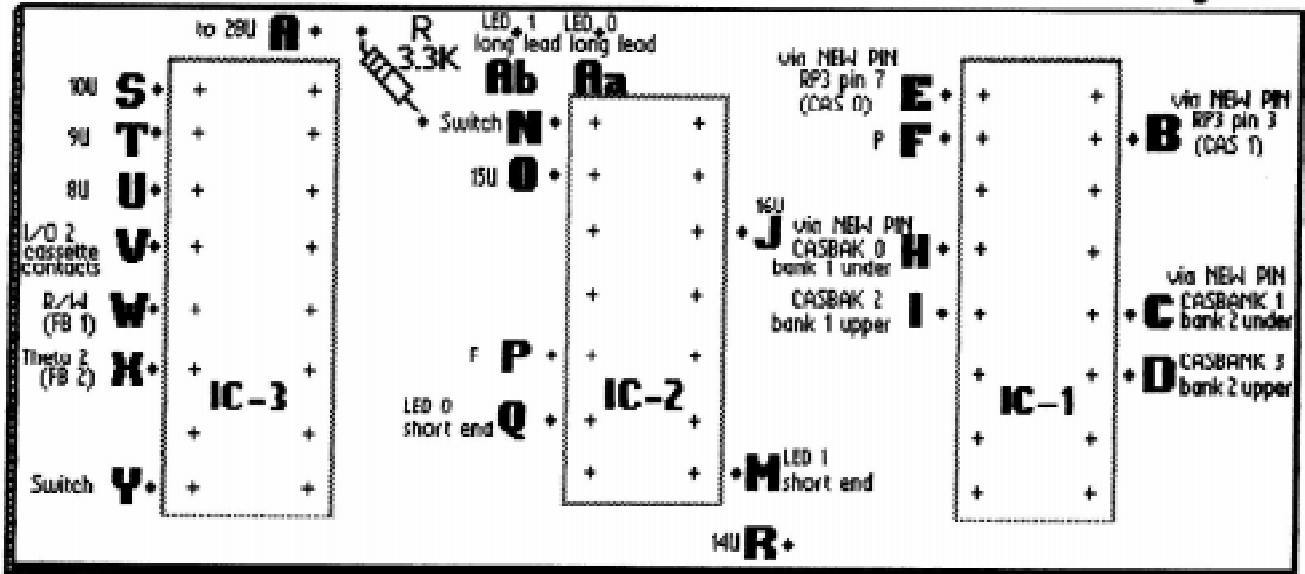 to 29U A
R
3.3K
LED 1 LED 0
long lead long lead
Ab Aa
via NEW PIN
RP3 pin 7
(CAS 0)
E
via NEW PIN
RP3 pin 3
(CAS 1)
B
10U S
9U T
8U U
I/O 2
cassette
contacts
V
R/W
(FB 1)
W
Theta 2
(FB 2)
X
Switch Y
IC-3
Switch N
15U O
F P
LED 0
short end
Q
IC-2
16U
J
LED 1
short end
M
14U R
P F
via NEW PIN
CASBAK 0
bank 1 under
H
CASBAK 2
bank 1 upper
I
IC-1
via NEW PIN
CASBANK 1
bank 2 under
C
CASBANK 3
bank 2 upper
D